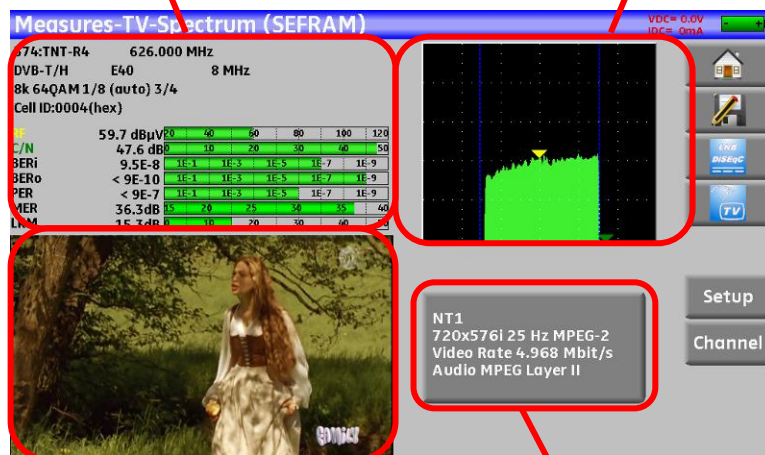 Measures-TV-Spectrum (SEFRAM)
VDC= 0.0V
IDC= 0mA
- +
374:TNT-R4 626.000 MHz
DVB-T/H E40 8 MHz
8k 64QAM 1/8 (auto) 3/4
Cell ID:0004(hex)
RF 59.7 dBµV 20 40 60 80 100 120
C/N 47.6 dB 0 10 20 30 40 50
BERi 9.5E-8 1E-1 1E-3 1E-5 1E-7 1E-9
BERo < 9E-10 1E-1 1E-3 1E-5 1E-7 1E-9
PER < 9E-7 1E-1 1E-3 1E-5 1E-7 1E-9
MER 36.3dB 15 20 25 30 35 40
LKM 15.3dB 0 10 20 30 40
LNB
DiSEqC
TV
NT1
720x576i 25 Hz MPEG-2
Video Rate 4.968 Mbit/s
Audio MPEG Layer II
Setup
Channel